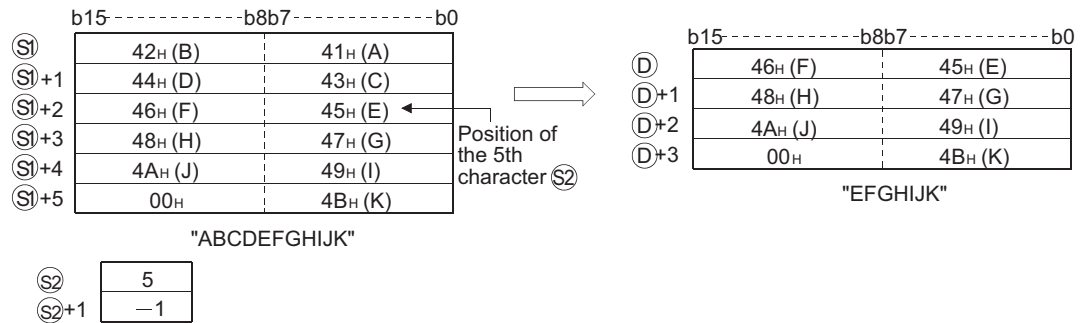 b15 b8b7 b0
S1 42H (B) 41H (A)
S1+1 44H (D) 43H (C)
S1+2 46H (F) 45H (E)
S1+3 48H (H) 47H (G)
S1+4 4AH (J) 49H (I)
S1+5 00H 4BH (K)
"ABCDEFGHIJK"
Position of
the 5th
character S2
b15 b8b7 b0
D 46H (F) 45H (E)
D+1 48H (H) 47H (G)
D+2 4AH (J) 49H (I)
D+3 00H 4BH (K)
"EFGHIJK"
S2 5
S2+1 −1